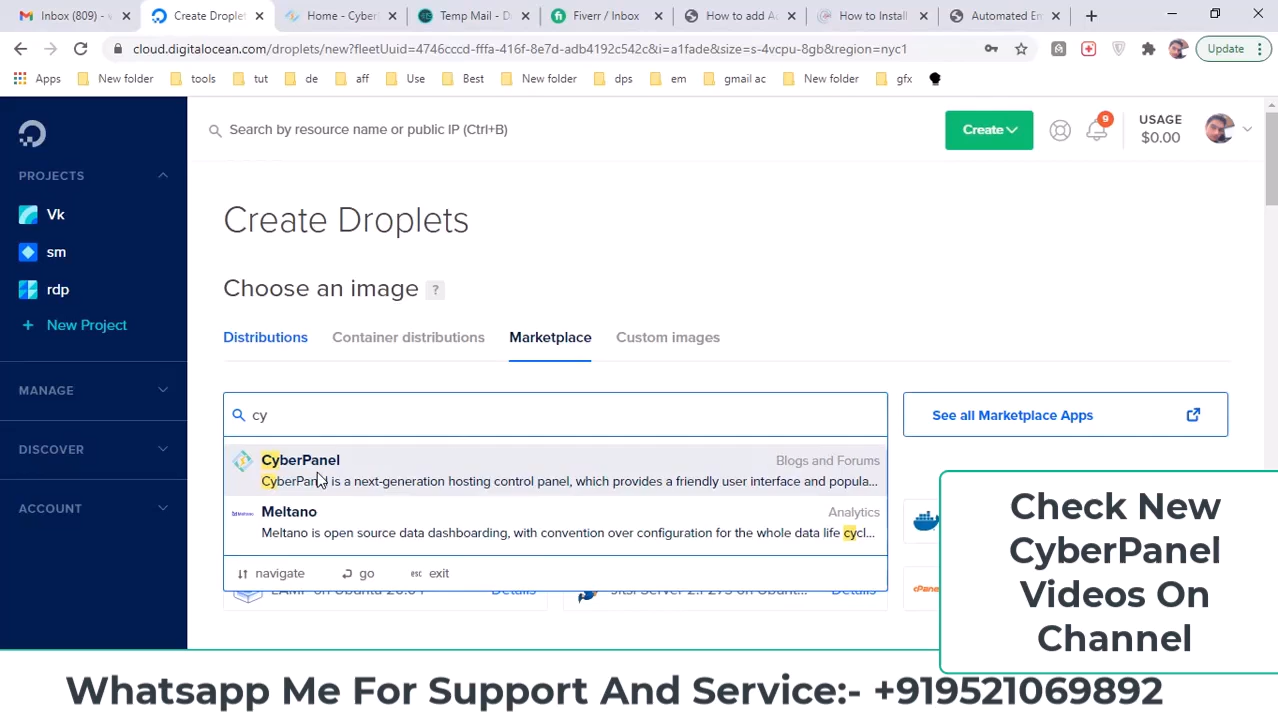 Inbox (809) -
Create Droplet
Home - Cyber
Temp Mail - D
Fiverr / Inbox
How to add A
How to Install
Automated Em
cloud.digitalocean.com/droplets/new?fleetUuid=4746cccd-fffa-416f-8e7d-adb4192c542c&i=a1fade&size=s-4vcpu-8gb&region=nyc1
Update
Apps
New folder
tools
tut
de
aff
Use
Best
New folder
dps
em
gmail ac
New folder
gfx
Search by resource name or public IP (Ctrl+B)
Create
9
USAGE
$0.00
PROJECTS
Vk
sm
rdp
+ New Project
MANAGE
DISCOVER
ACCOUNT
Create Droplets
Choose an image ?
Distributions
Container distributions
Marketplace
Custom images
cy
See all Marketplace Apps
CyberPanel
Blogs and Forums
CyberPanel is a next-generation hosting control panel, which provides a friendly user interface and popula...
Meltano
Analytics
Meltano is open source data dashboarding, with convention over configuration for the whole data life cycl...
navigate
go
esc exit
Details
Details
cPane
Check New
CyberPanel
Videos On
Channel
Whatsapp Me For Support And Service:- +919521069892